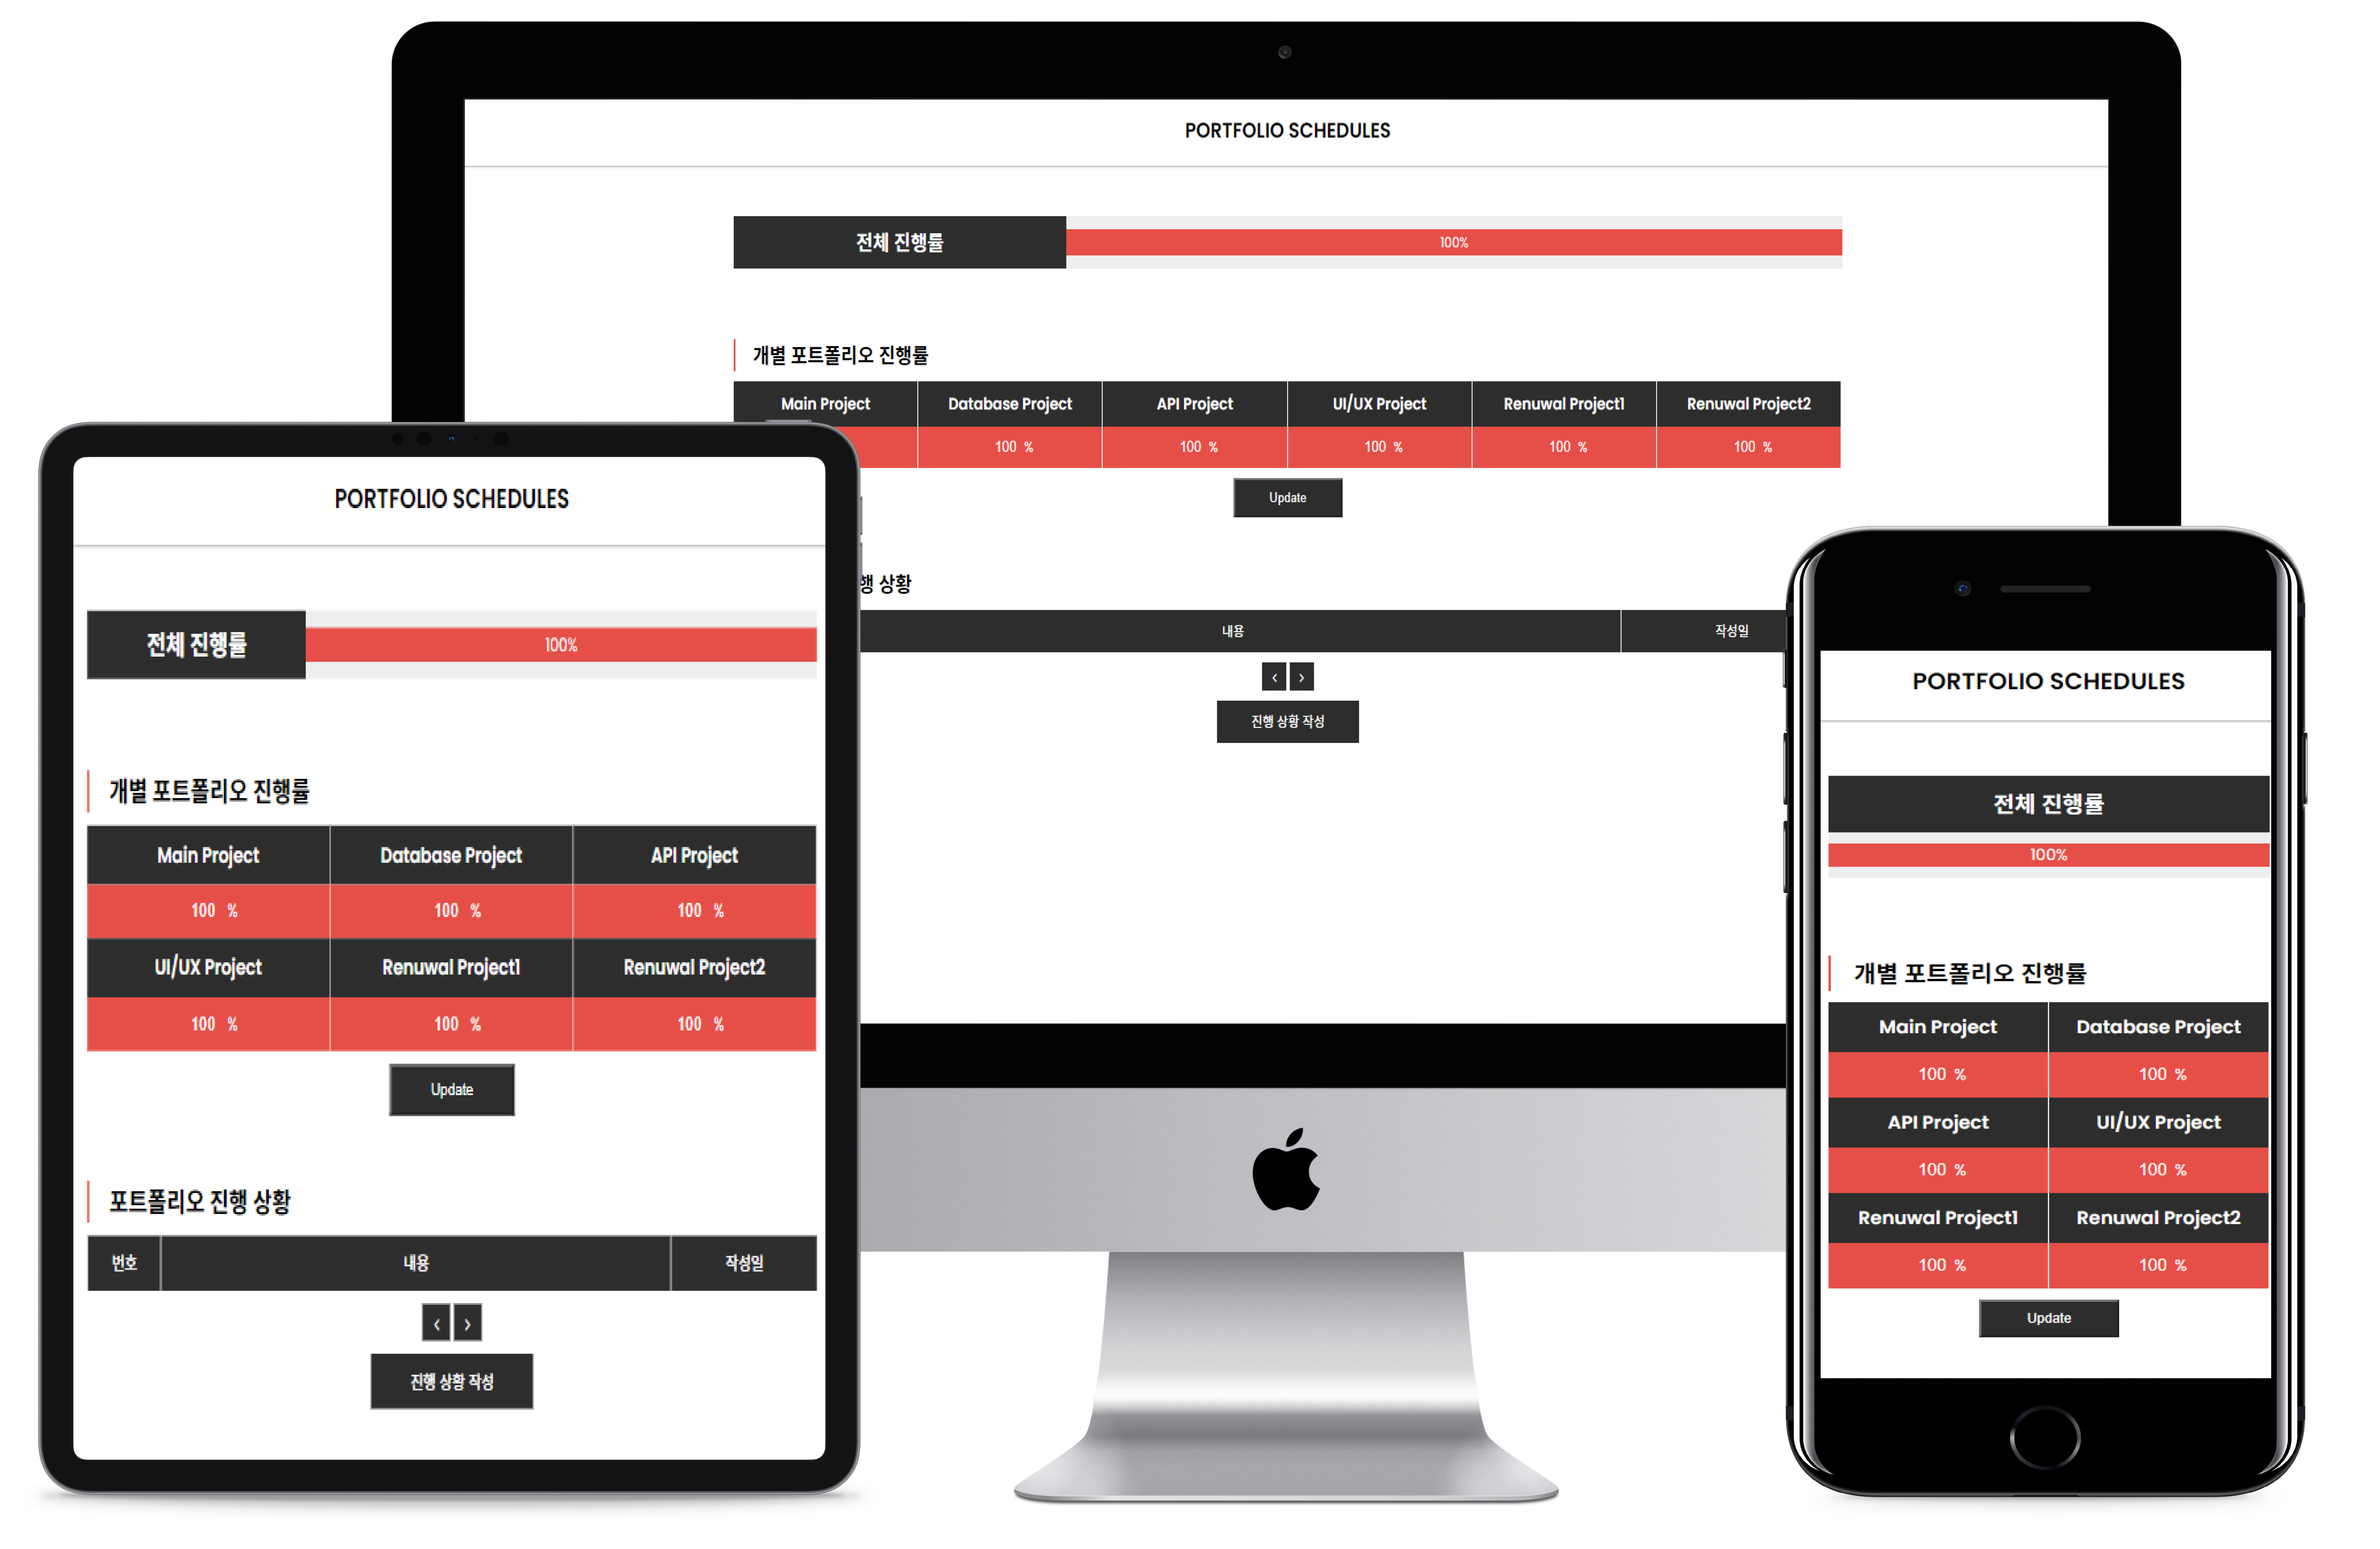 PORTFOLIO SCHEDULES
전체 진행률 100%
개별 포트폴리오 진행률
Main Project Database Project API Project UI/UX Project Renuwal Project1 Renuwal Project2
100 % 100 % 100 % 100 % 100 %
Update
행 상황
내용 작성일
< >
진행 상황 작성
PORTFOLIO SCHEDULES
전체 진행률 100%
개별 포트폴리오 진행률
Main Project Database Project API Project
100 % 100 % 100 %
UI/UX Project Renuwal Project1 Renuwal Project2
100 % 100 % 100 %
Update
포트폴리오 진행 상황
번호 내용 작성일
< >
진행 상황 작성
PORTFOLIO SCHEDULES
전체 진행률
100%
개별 포트폴리오 진행률
Main Project Database Project
100 % 100 %
API Project UI/UX Project
100 % 100 %
Renuwal Project1 Renuwal Project2
100 % 100 %
Update